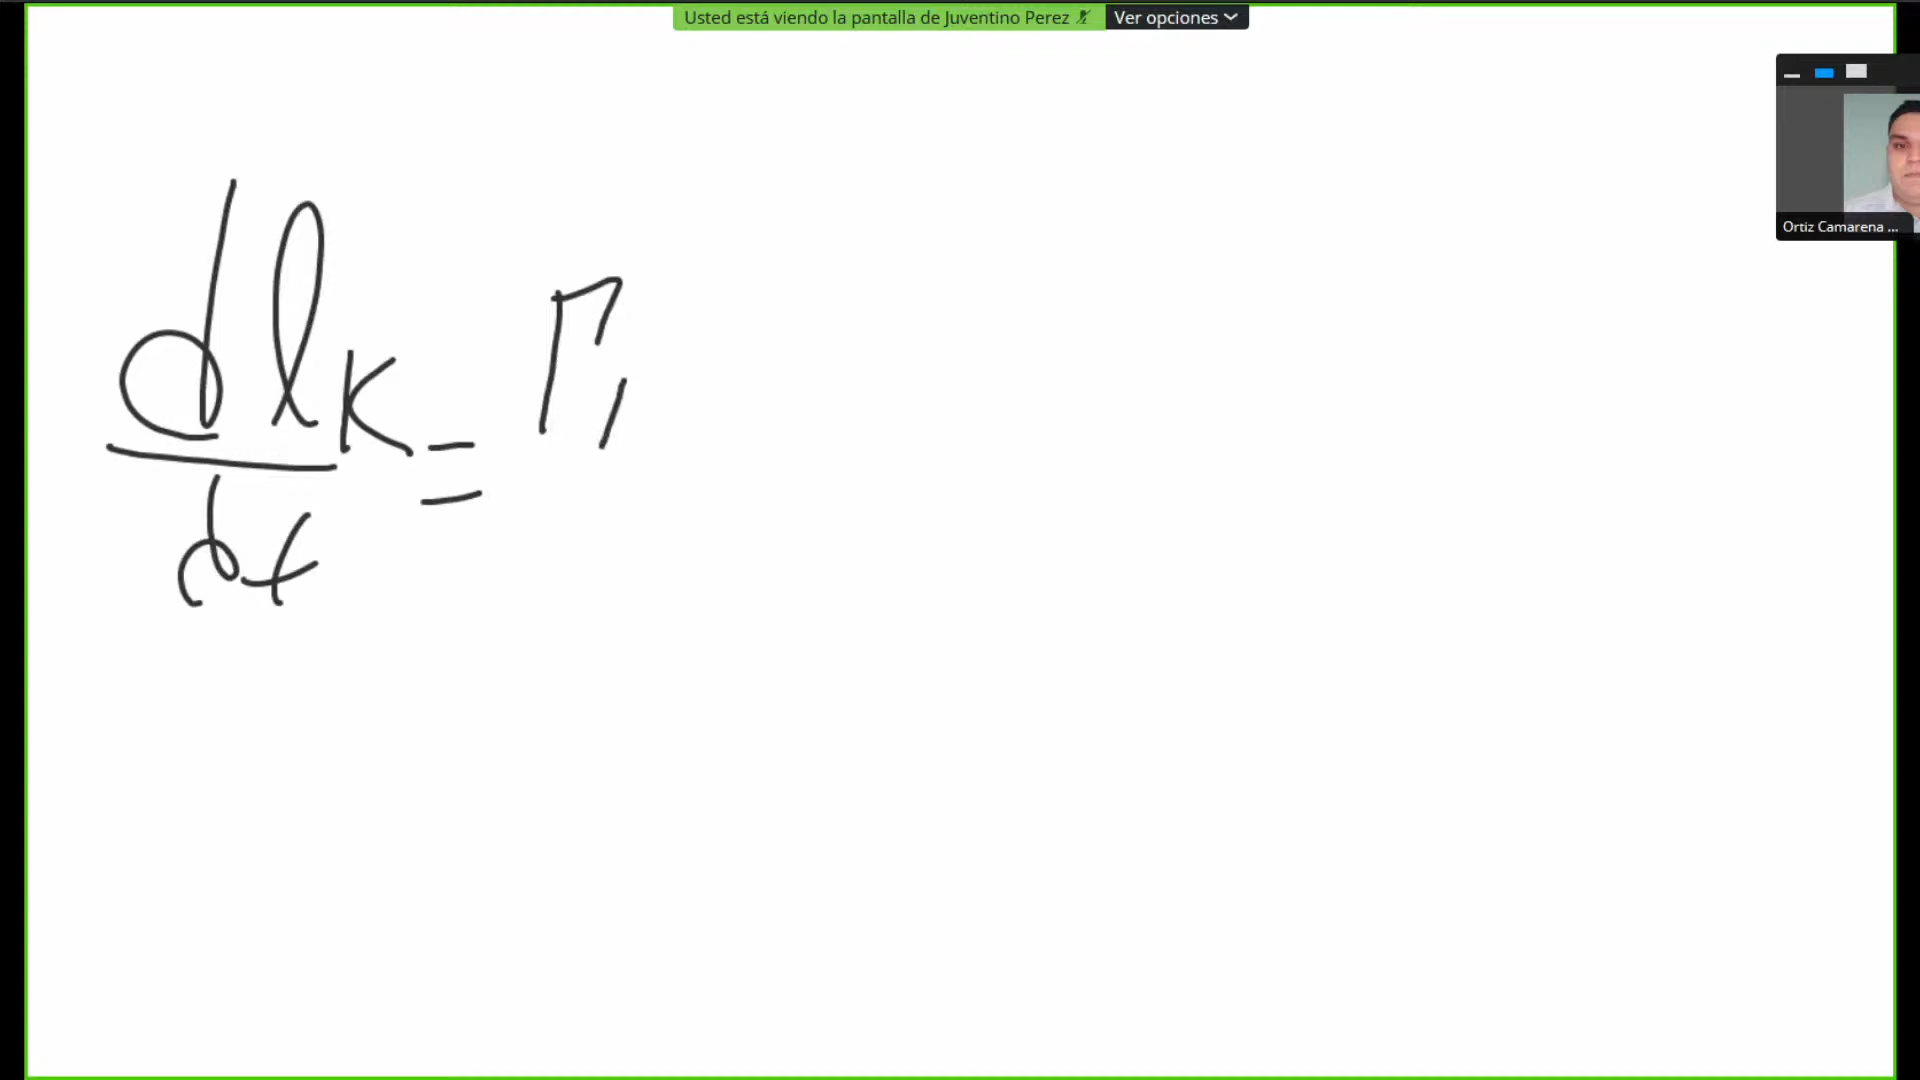 Usted está viendo la pantalla de Juventino Perez Ver opciones
Ortiz Camarena ...
dlk = Γ,
dt